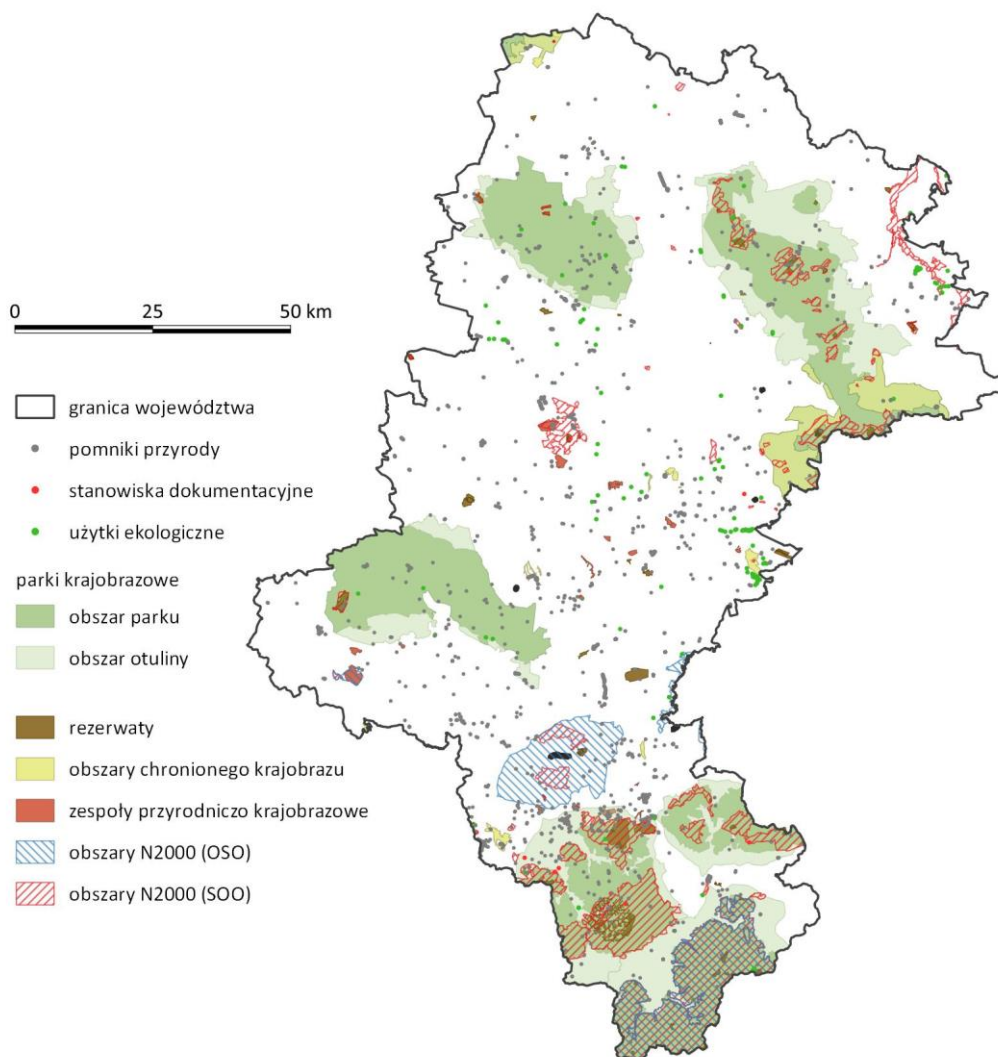 0 25 50 km
granica województwa
pomniki przyrody
stanowiska dokumentacyjne
użytki ekologiczne
parki krajobrazowe
obszar parku
obszar otuliny
rezerwaty
obszary chronionego krajobrazu
zespoły przyrodniczo krajobrazowe
obszary N2000 (OSO)
obszary N2000 (SOO)